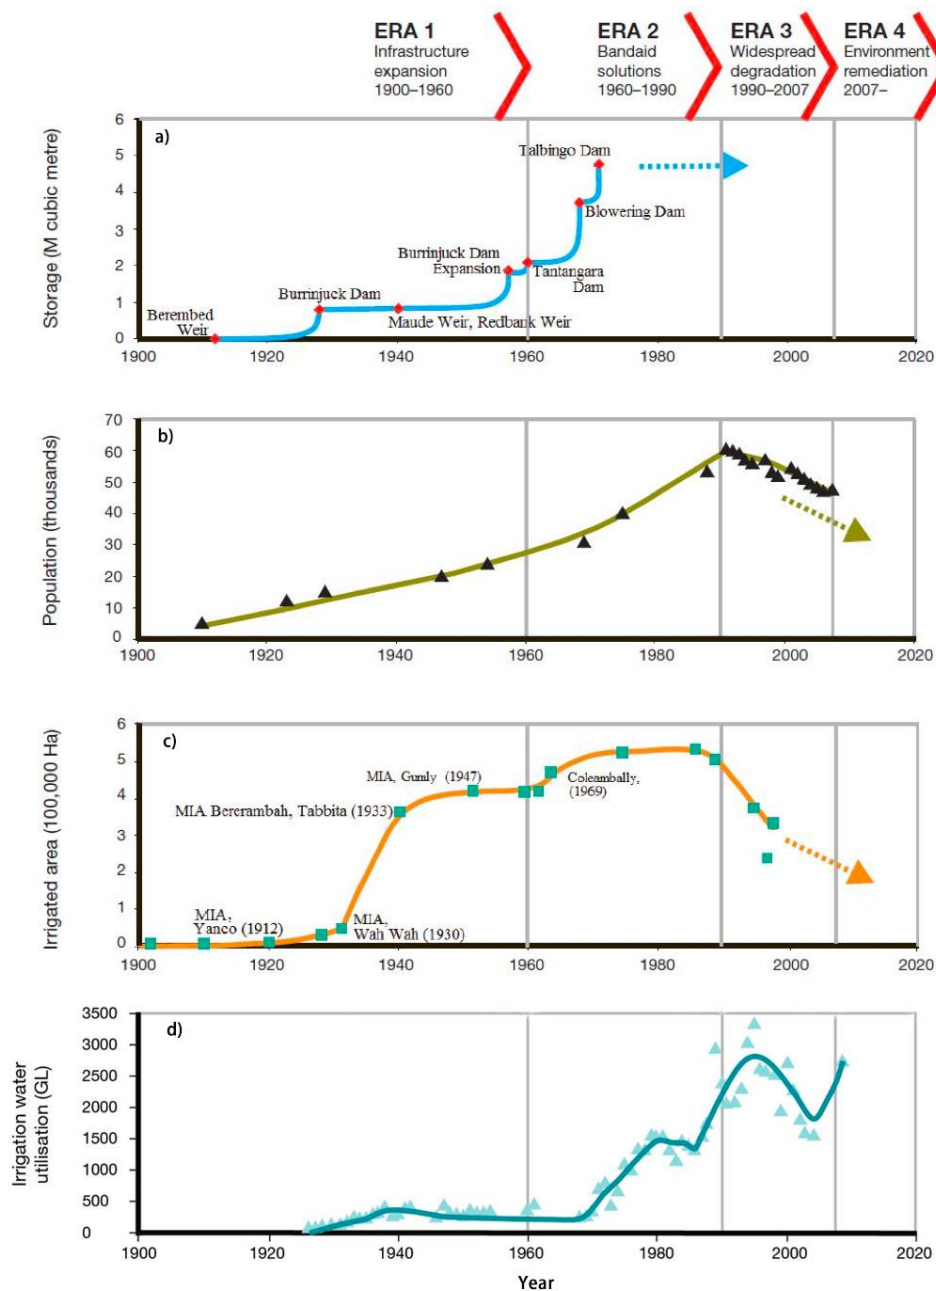 ERA 1
Infrastructure
expansion
1900–1960
ERA 2
Bandaid
solutions
1960–1990
ERA 3
Widespread
degradation
1990–2007
ERA 4
Environment
remediation
2007–
a)
Storage (M cubic metre)
6
5
4
3
2
1
0
Talbingo Dam
Blowering Dam
Burrinjuck Dam
Expansion
Tantangara
Dam
Burrinjuck Dam
Maude Weir, Redbank Weir
Berembed
Weir
1900 1920 1940 1960 1980 2000 2020
b)
Population (thousands)
70
60
50
40
30
20
10
0
1900 1920 1940 1960 1980 2000 2020
c)
Irrigated area (100,000 Ha)
6
5
4
3
2
1
0
MIA, Gumly (1947)
Coleambally,
(1969)
MIA Bererambah, Tabbita (1933)
MIA,
Yanco (1912)
MIA,
Wah Wah (1930)
1900 1920 1940 1960 1980 2000 2020
d)
Irrigation water
utilisation (GL)
3500
3000
2500
2000
1500
1000
500
0
1900 1920 1940 1960 1980 2000 2020
Year